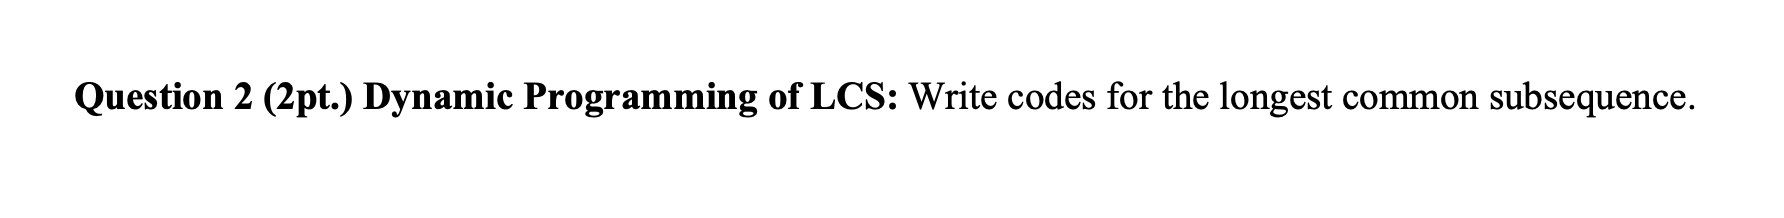 Question 2 (2pt.) Dynamic Programming of LCS: Write codes for the longest common subsequence.